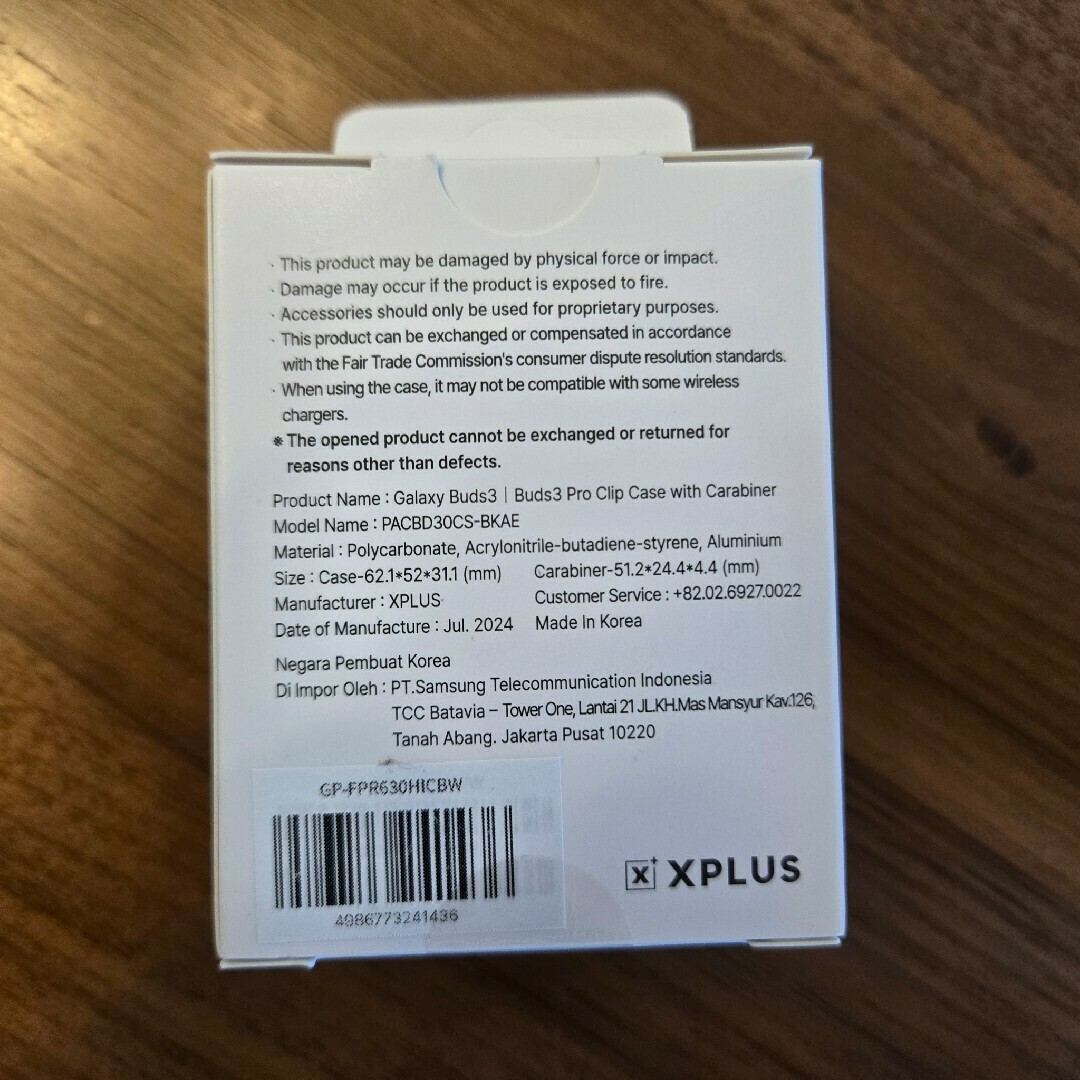 · This product may be damaged by physical force or impact.
· Damage may occur if the product is exposed to fire.
· Accessories should only be used for proprietary purposes.
· This product can be exchanged or compensated in accordance
with the Fair Trade Commission's consumer dispute resolution standards.
· When using the case, it may not be compatible with some wireless
chargers.
※ The opened product cannot be exchanged or returned for
reasons other than defects.
Product Name : Galaxy Buds3 | Buds3 Pro Clip Case with Carabiner
Model Name : PACBD30CS-BKAE
Material : Polycarbonate, Acrylonitrile-butadiene-styrene, Aluminium
Size : Case-62.1*52*31.1 (mm) Carabiner-51.2*24.4*4.4 (mm)
Manufacturer : XPLUS Customer Service : +82.02.6927.0022
Date of Manufacture : Jul. 2024 Made In Korea
Negara Pembuat Korea
Di Impor Oleh : PT.Samsung Telecommunication Indonesia
TCC Batavia – Tower One, Lantai 21 JL.KH.Mas Mansyur Kav.126,
Tanah Abang. Jakarta Pusat 10220
GP-FPR630HICBW
4986773241436
X+ XPLUS